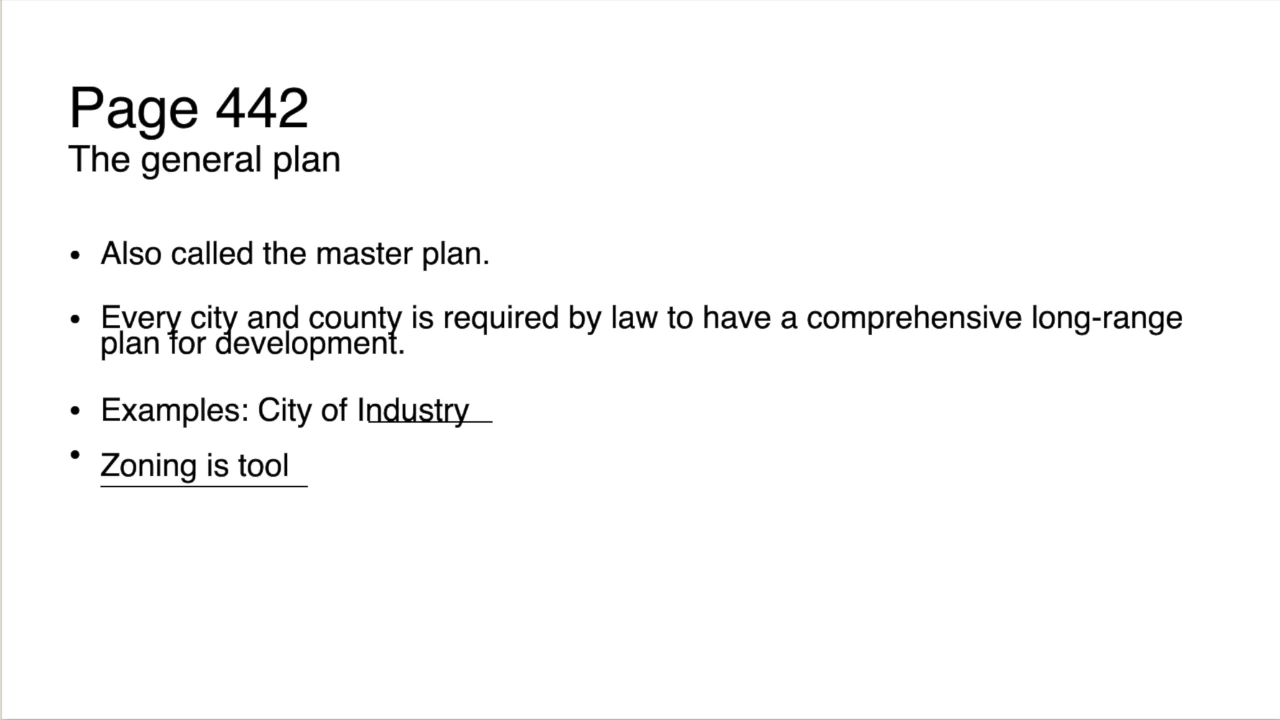 Page 442
The general plan
• Also called the master plan.
• Every city and county is required by law to have a comprehensive long-range
plan for development.
• Examples: City of Industry
• Zoning is tool